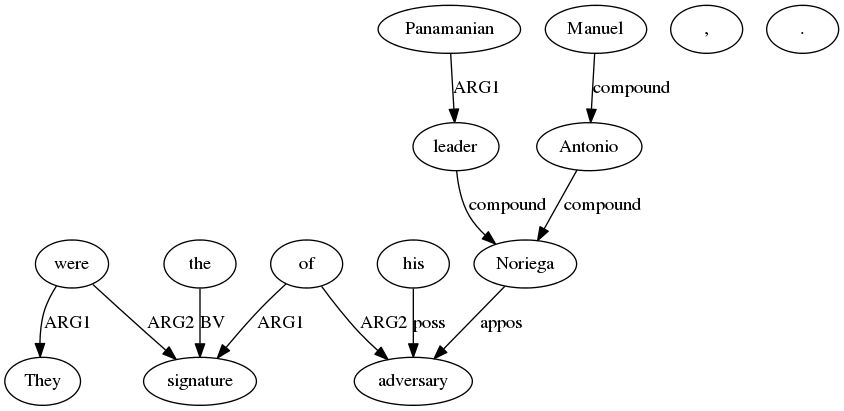 Panamanian Manuel , .
ARG1 compound
leader Antonio
compound compound
were the of his Noriega
ARG1 ARG2 BV ARG1 ARG2 poss appos
They signature adversary